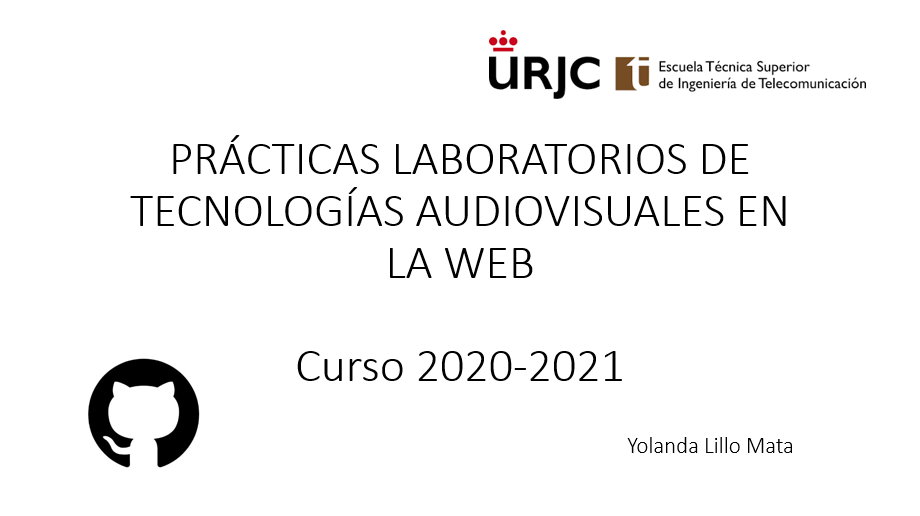 URJC
Escuela Técnica Superior
de Ingeniería de Telecomunicación
PRÁCTICAS LABORATORIOS DE
TECNOLOGÍAS AUDIOVISUALES EN
LA WEB
Curso 2020-2021
Yolanda Lillo Mata